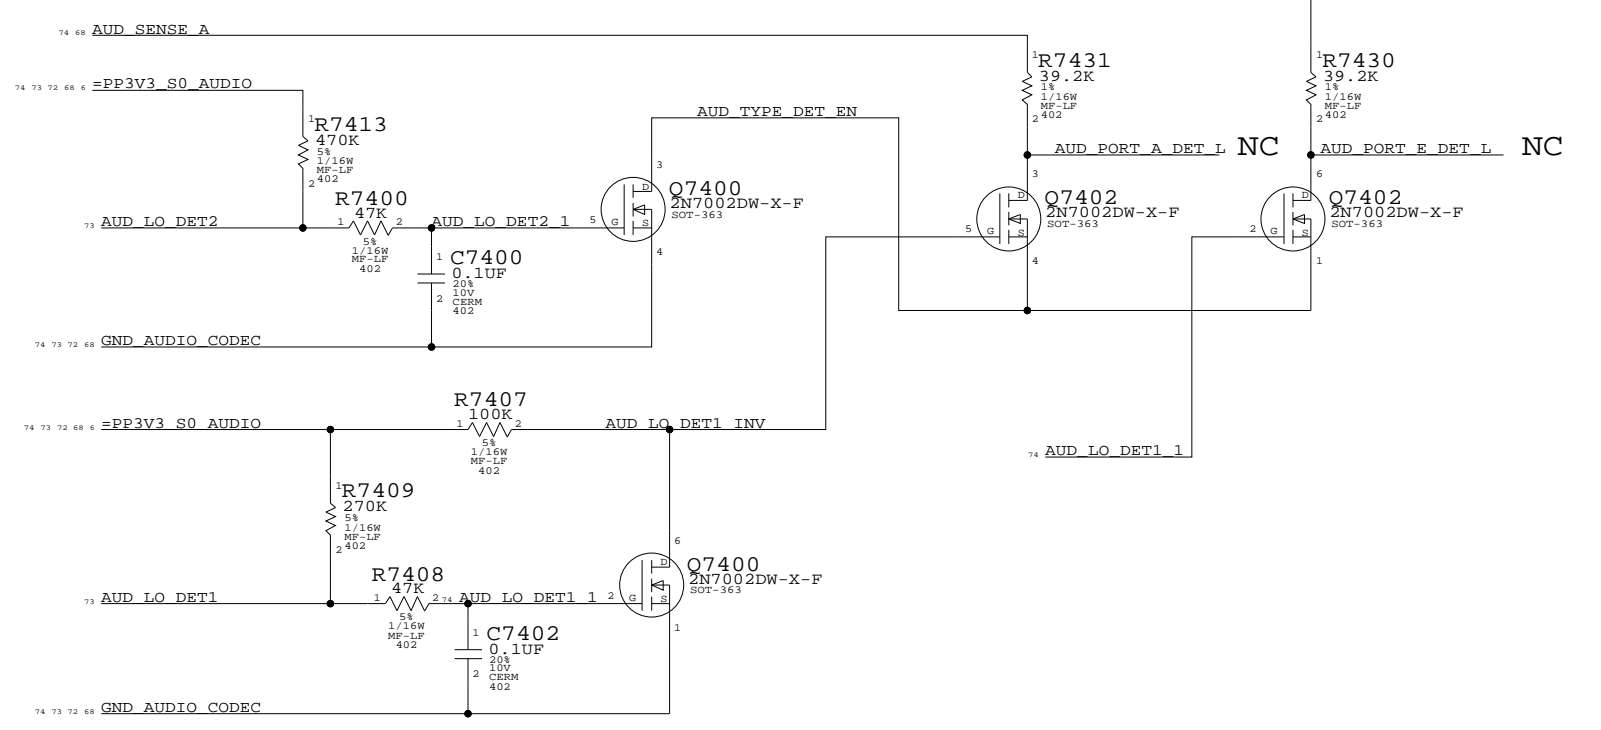 74 68 AUD_SENSE_A
74 73 72 68 6 =PP3V3_S0_AUDIO
1
R7413
470K
5%
1/16W
MF-LF
402
2
R7400
47K
73 AUD_LO_DET2
1
2
5%
1/16W
MF-LF
402
AUD_LO_DET2_1
5
1
C7400
0.1UF
20%
10V
CERM
402
2
74 73 72 68 GND_AUDIO_CODEC
AUD_TYPE_DET_EN
3
D
G
S
Q7400
2N7002DW-X-F
SOT-363
4
1
R7431
39.2K
1%
1/16W
MF-LF
402
2
AUD_PORT_A_DET_L NC
3
D
G
S
Q7402
2N7002DW-X-F
SOT-363
5
4
1
R7430
39.2K
1%
1/16W
MF-LF
402
2
AUD_PORT_E_DET_L NC
6
D
G
S
Q7402
2N7002DW-X-F
SOT-363
2
1
74 AUD_LO_DET1_1
74 73 72 68 6 =PP3V3_S0_AUDIO
R7407
100K
1
2
5%
1/16W
MF-LF
402
AUD_LO_DET1_INV
1
R7409
270K
5%
1/16W
MF-LF
402
2
R7408
47K
73 AUD_LO_DET1
1
2
5%
1/16W
MF-LF
402
74 AUD_LO_DET1_1
2
6
D
G
S
Q7400
2N7002DW-X-F
SOT-363
1
1
C7402
0.1UF
20%
10V
CERM
402
2
74 73 72 68 GND_AUDIO_CODEC